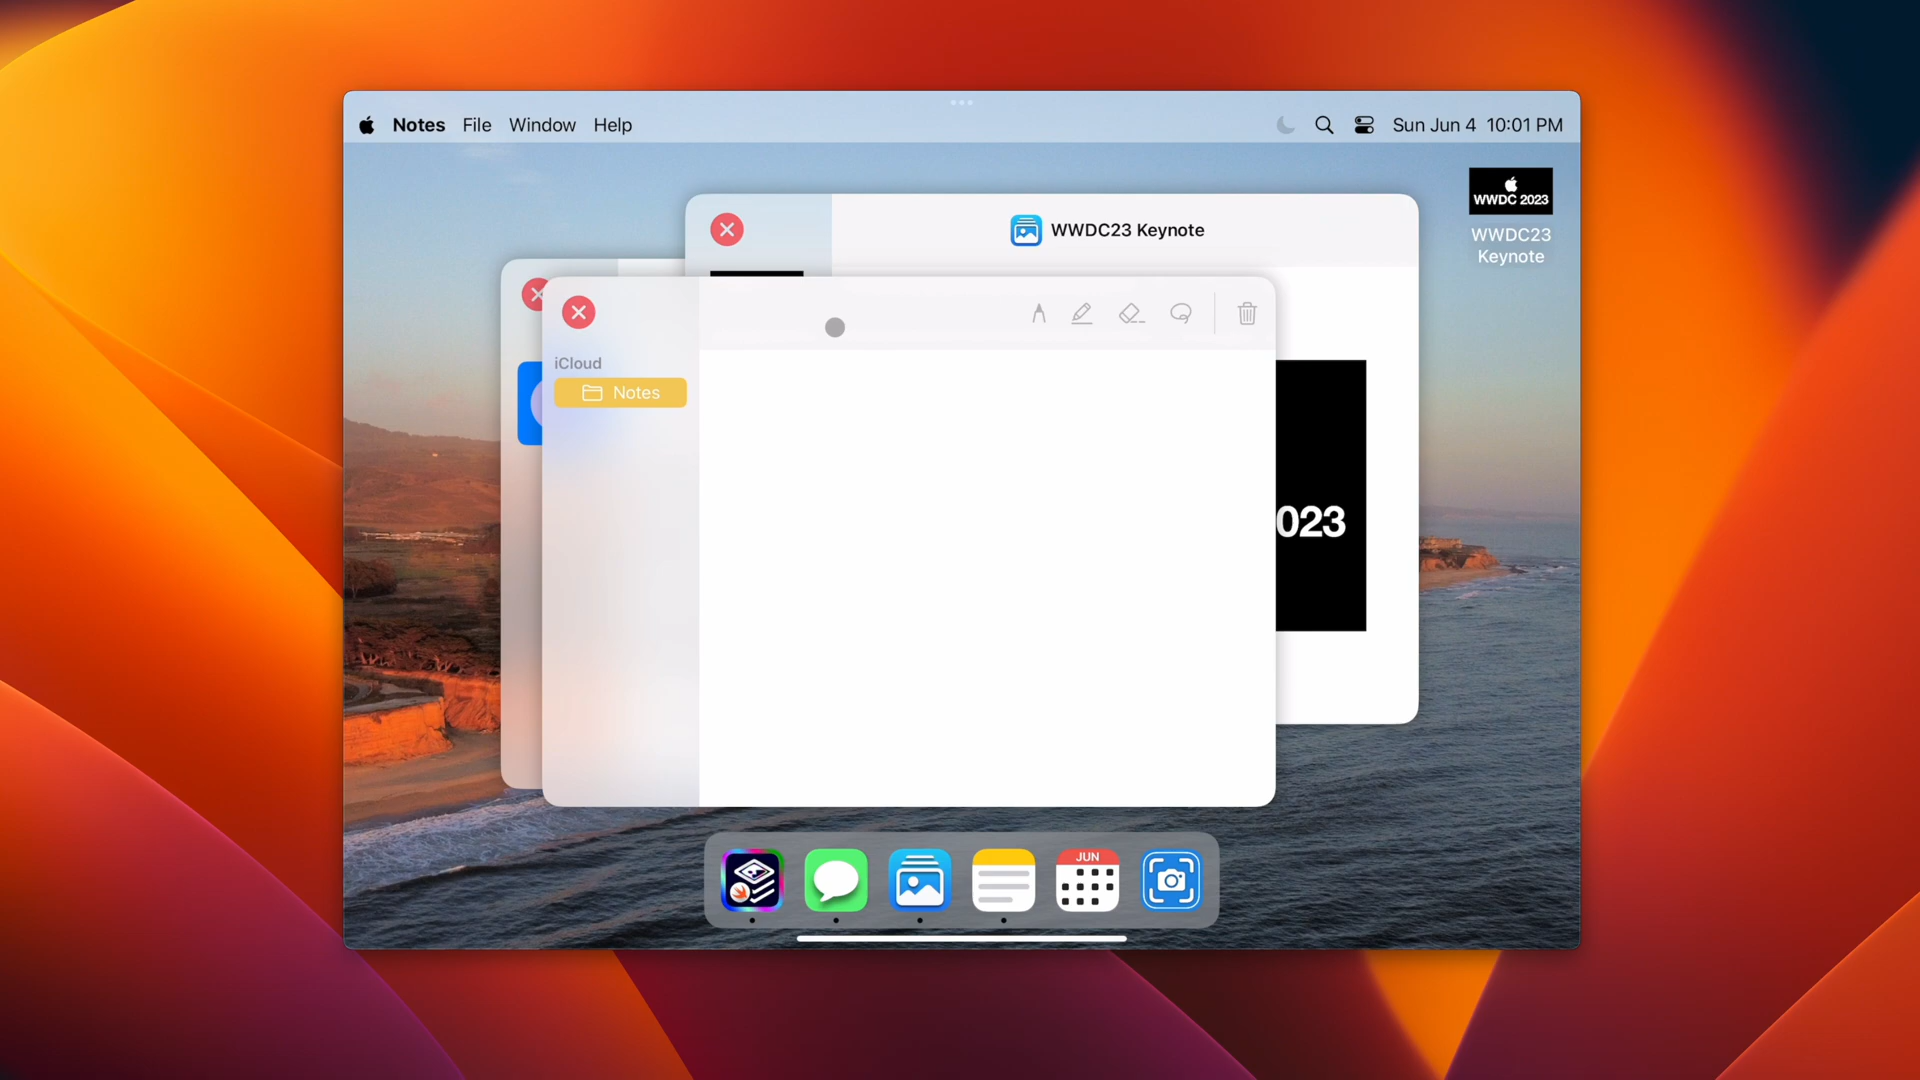 Notes File Window Help Sun Jun 4 10:01 PM
WWDC 2023
WWDC23
Keynote
WWDC23 Keynote
iCloud
Notes
023
JUN